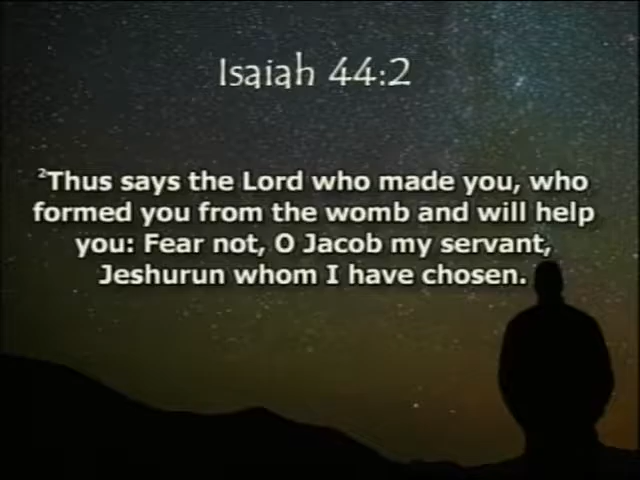 Isaiah 44:2
²Thus says the Lord who made you, who
formed you from the womb and will help
you: Fear not, O Jacob my servant,
Jeshurun whom I have chosen.